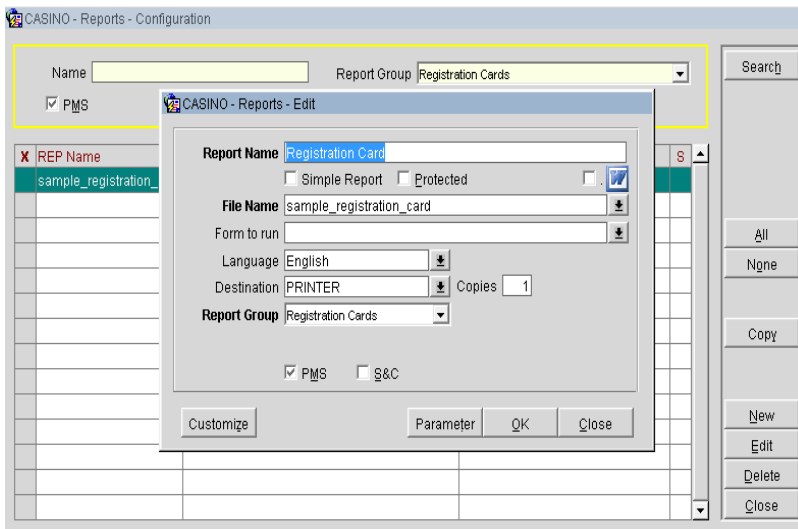 CASINO - Reports - Configuration
Name
Report Group Registration Cards
PMS
Search
CASINO - Reports - Edit
X REP Name
S
sample_registration_
Report Name Registration Card
Simple Report Protected . W
File Name sample_registration_card
Form to run
Language English
Destination PRINTER Copies 1
Report Group Registration Cards
PMS S&C
Customize Parameter OK Close
All
None
Copy
New
Edit
Delete
Close